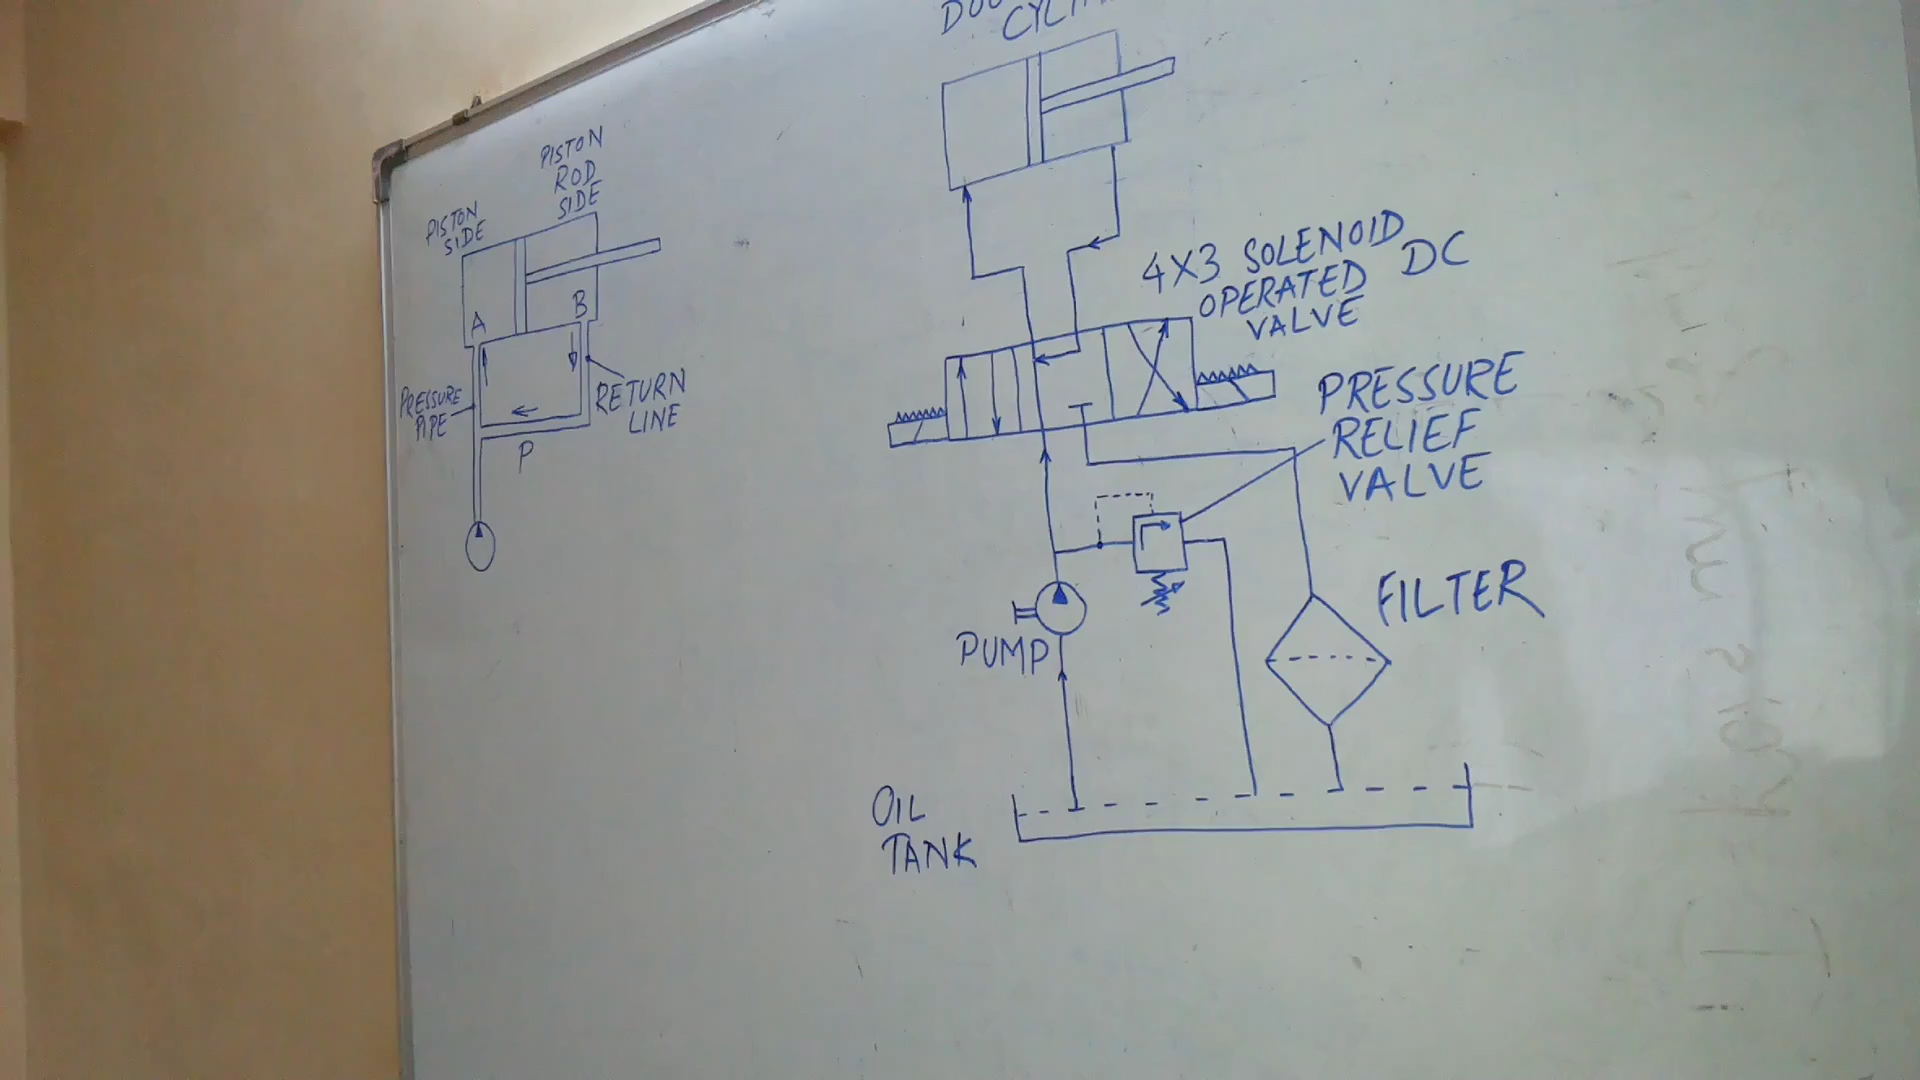 PISTON
ROD
SIDE
PISTON
SIDE
A
B
PRESSURE
PIPE
RETURN
LINE
P
4X3 SOLENOID
OPERATED DC
VALVE
PRESSURE
RELIEF
VALVE
FILTER
PUMP
OIL
TANK